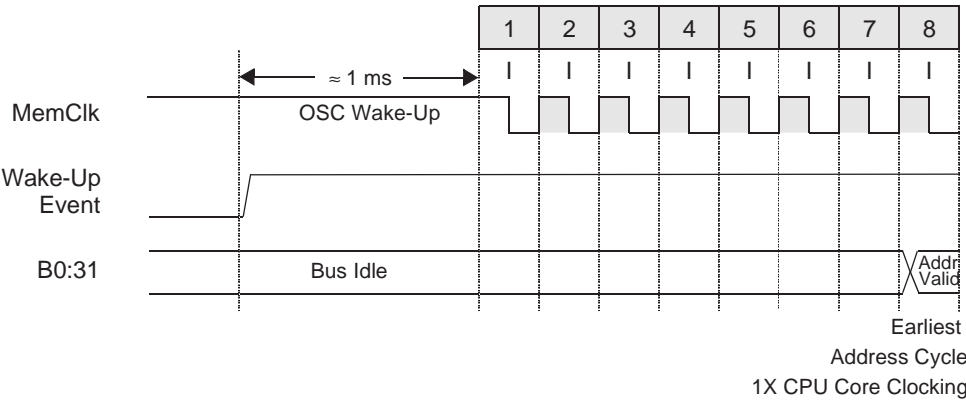 1 2 3 4 5 6 7 8
I I I I I I I I
≈ 1 ms
MemClk
OSC Wake-Up
Wake-Up
Event
B0:31
Bus Idle
Addr
Valid
Earliest
Address Cycle
1X CPU Core Clocking